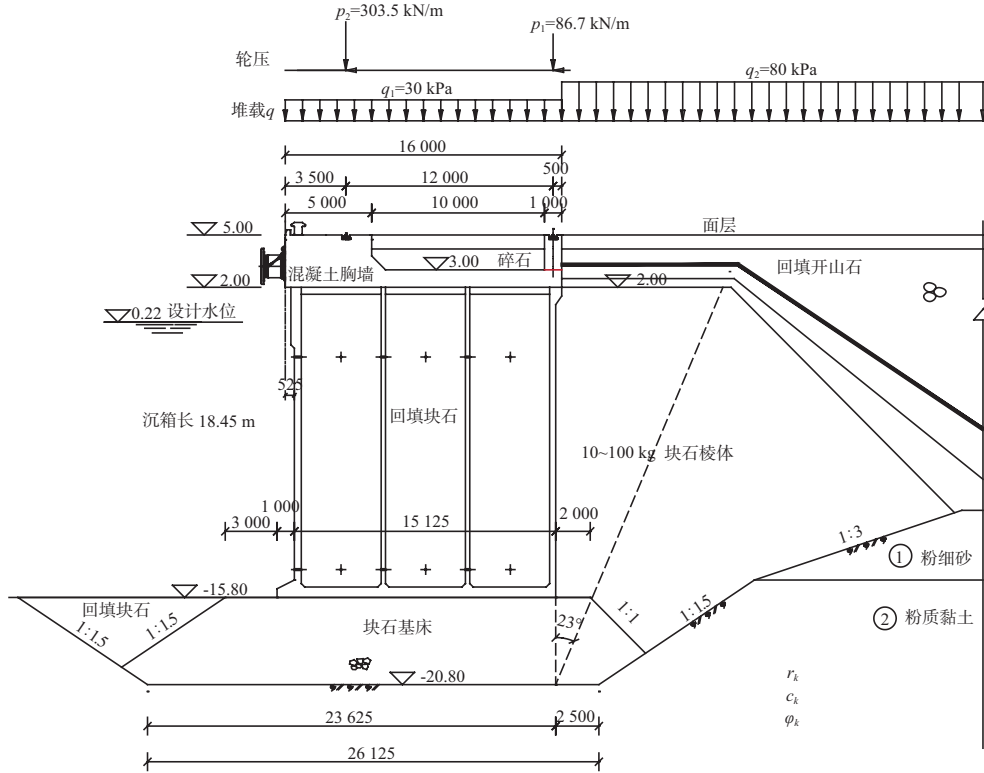 p₂=303.5 kN/m
p₁=86.7 kN/m
轮压
q₂=80 kPa
q₁=30 kPa
堆载q
16 000
500
3 500
12 000
5 000
10 000
1 000
5.00
面层
碎石
3.00
回填开山石
混凝土胸墙
2.00
2.00
0.22 设计水位
525
沉箱长 18.45 m
回填块石
10~100 kg 块石棱体
1 000
3 000
15 125
2 000
1:3
① 粉细砂
-15.80
回填块石
1:1.5
1:1.5
块石基床
23°
1:1
1:1.5
② 粉质黏土
-20.80
r_k
c_k
φ_k
23 625
2 500
26 125